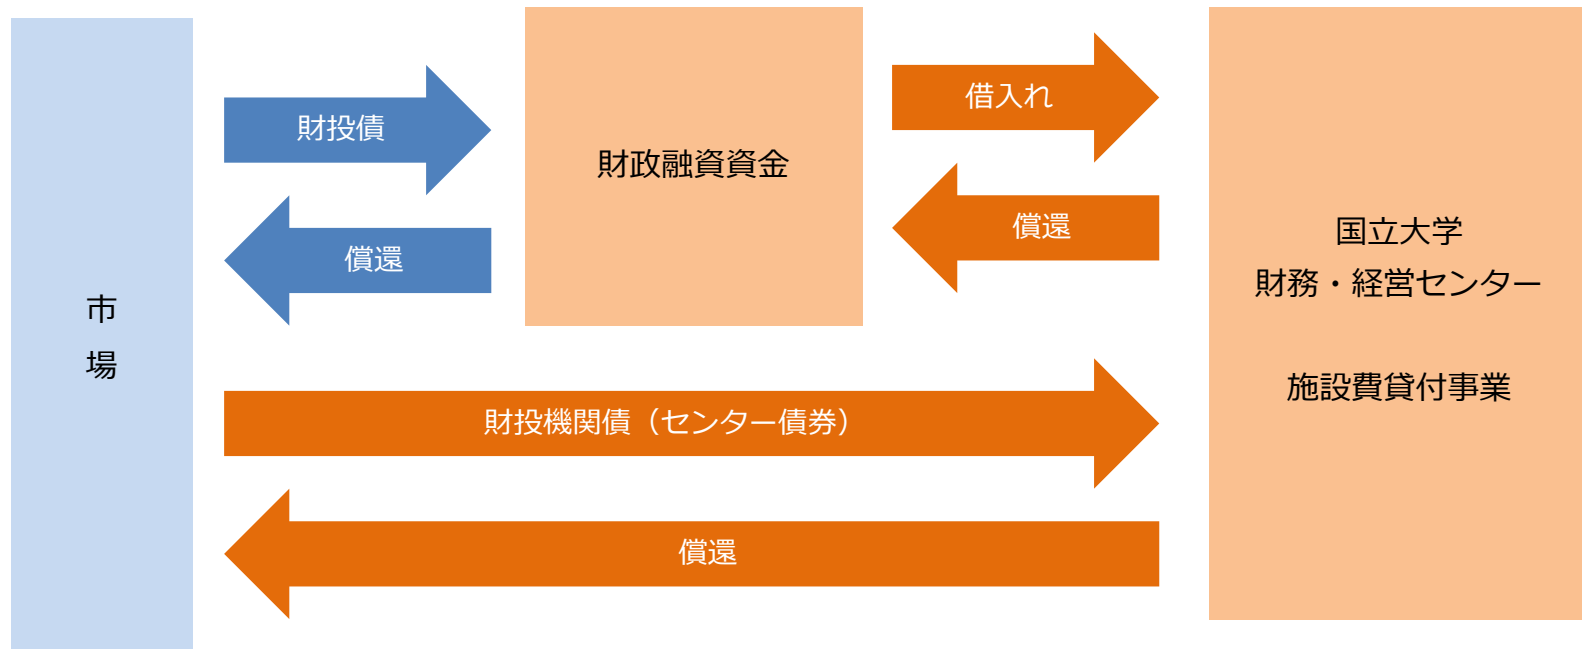 市
場
財投債
償還
財政融資資金
借入れ
償還
財投機関債（センター債券）
償還
国立大学
財務・経営センター
施設費貸付事業